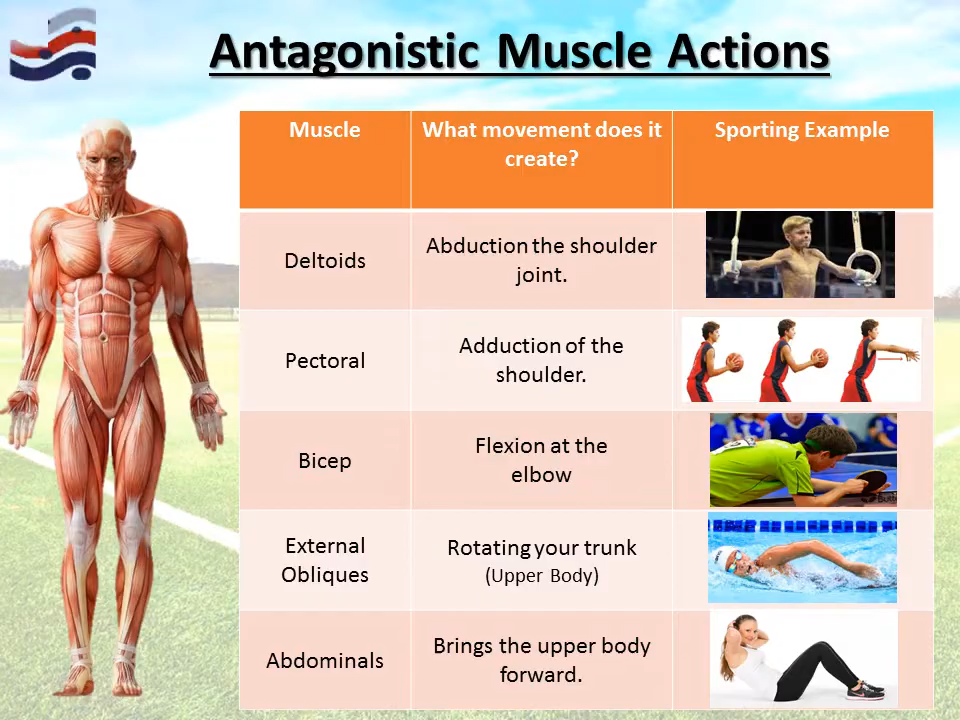 Antagonistic Muscle Actions
Muscle
What movement does it
create?
Sporting Example
Deltoids
Abduction the shoulder
joint.
Pectoral
Adduction of the
shoulder.
Bicep
Flexion at the
elbow
External
Obliques
Rotating your trunk
(Upper Body)
Abdominals
Brings the upper body
forward.